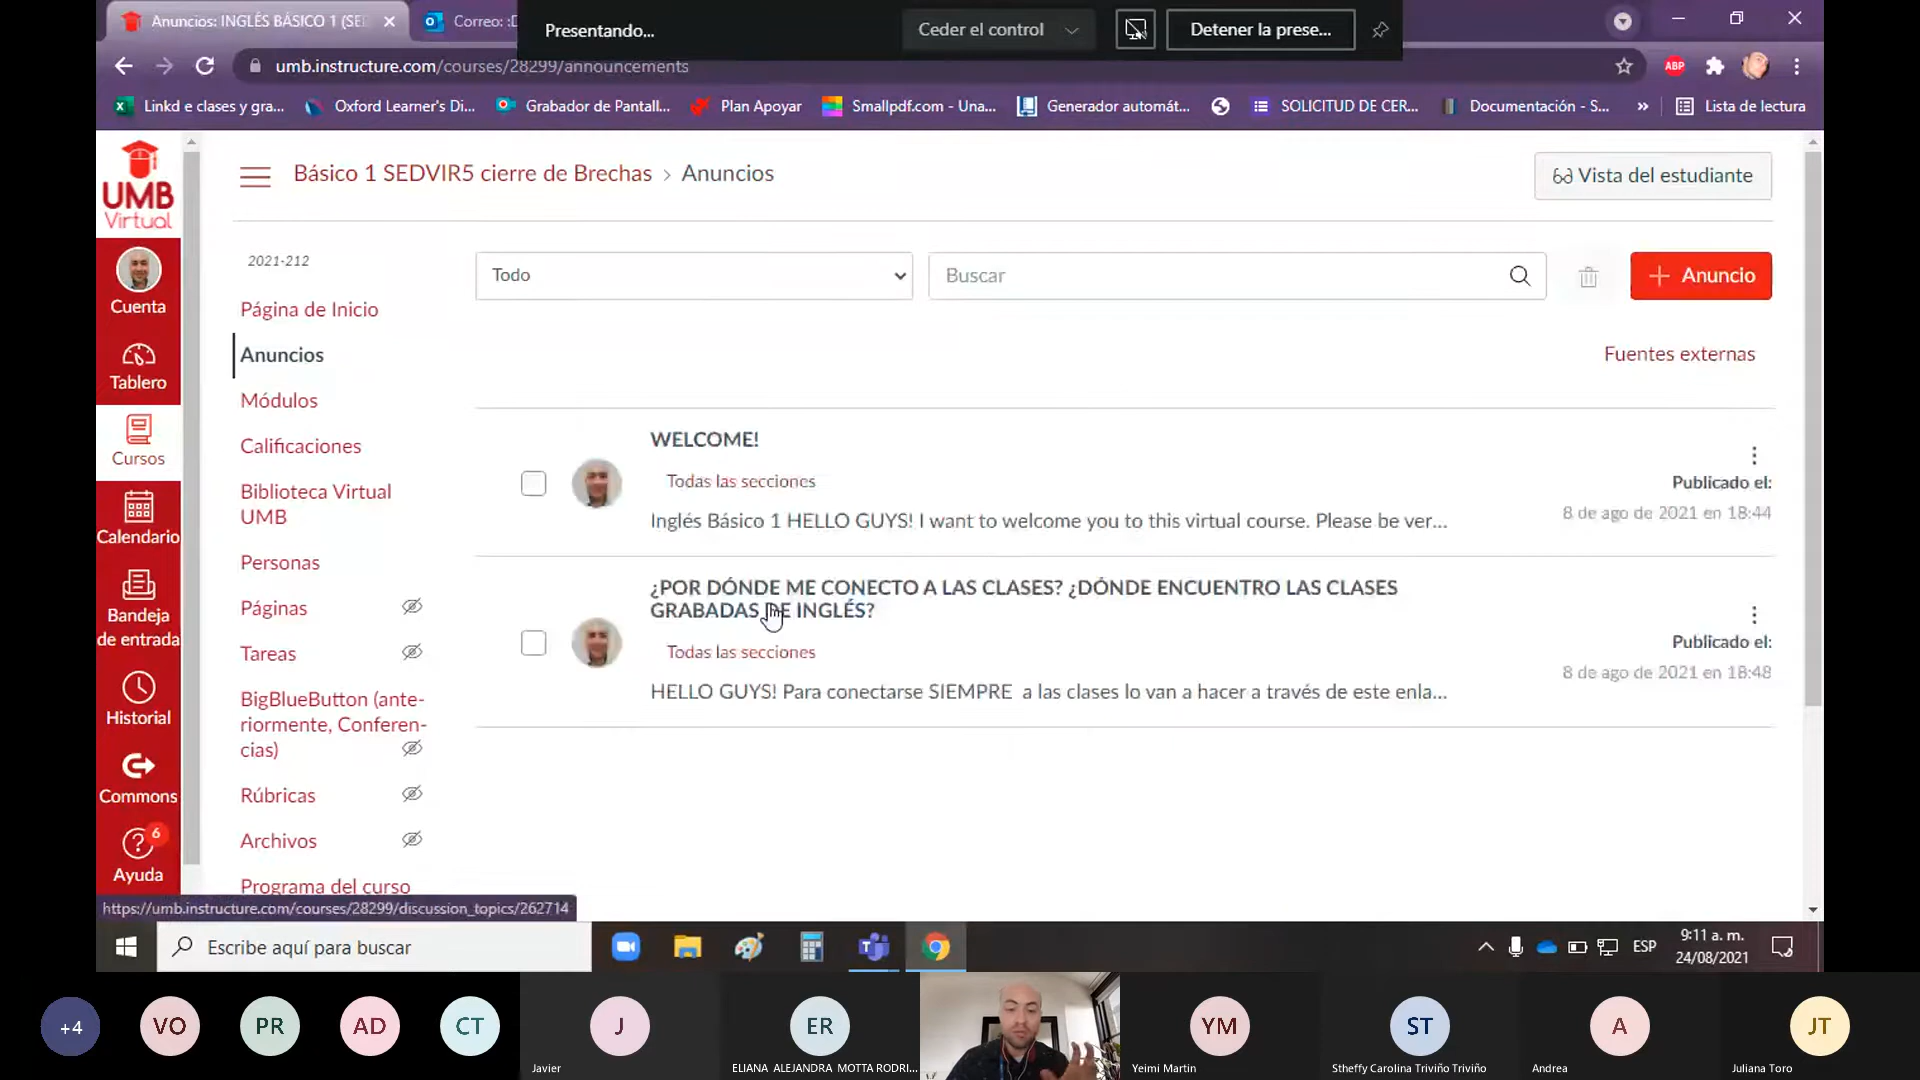 Anuncios: INGLÉS BÁSICO 1 (SE
Correo: :D
Presentando...
Ceder el control
Detener la prese...
umb.instructure.com/courses/28299/announcements
ABP
Linkd e clases y gra...
Oxford Learner's Di...
Grabador de Pantall...
Plan Apoyar
Smallpdf.com - Una...
Generador automát...
SOLICITUD DE CER...
Documentación - S...
»
Lista de lectura
UMB
Virtual
Básico 1 SEDVIR5 cierre de Brechas › Anuncios
Vista del estudiante
2021-212
Todo
Buscar
+ Anuncio
Cuenta
Tablero
Cursos
Calendario
Bandeja
de entrada
Historial
Commons
6
Ayuda
Página de Inicio
Anuncios
Módulos
Calificaciones
Biblioteca Virtual
UMB
Personas
Páginas
Tareas
BigBlueButton (ante-
riormente, Conferen-
cias)
Rúbricas
Archivos
Programa del curso
Fuentes externas
WELCOME!
Todas las secciones
Inglés Básico 1 HELLO GUYS! I want to welcome you to this virtual course. Please be ver...
Publicado el:
8 de ago de 2021 en 18:44
¿POR DÓNDE ME CONECTO A LAS CLASES? ¿DÓNDE ENCUENTRO LAS CLASES
GRABADAS DE INGLÉS?
Todas las secciones
HELLO GUYS! Para conectarse SIEMPRE a las clases lo van a hacer a través de este enla...
Publicado el:
8 de ago de 2021 en 18:48
https://umb.instructure.com/courses/28299/discussion_topics/262714
Escribe aquí para buscar
ESP
9:11 a. m.
24/08/2021
+4
VO
PR
AD
CT
J
Javier
ER
ELIANA ALEJANDRA MOTTA RODRI...
YM
Yeimi Martin
ST
Stheffy Carolina Triviño Triviño
A
Andrea
JT
Juliana Toro